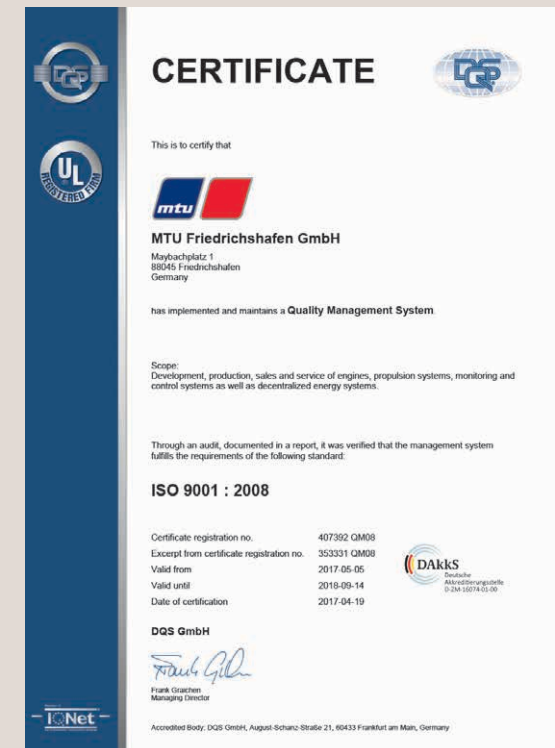 DQS
CERTIFICATE
DQS
UL
REGISTERED FIRM
This is to certify that
mtu
MTU Friedrichshafen GmbH
Maybachplatz 1
88045 Friedrichshafen
Germany
has implemented and maintains a Quality Management System.
Scope:
Development, production, sales and service of engines, propulsion systems, monitoring and
control systems as well as decentralized energy systems.
Through an audit, documented in a report, it was verified that the management system
fulfills the requirements of the following standard:
ISO 9001 : 2008
Certificate registration no. 407392 QM08
Excerpt from certificate registration no. 353331 QM08
Valid from 2017-05-05
Valid until 2018-09-14
Date of certification 2017-04-19
DAkkS
Deutsche
Akkreditierungsstelle
D-ZM-16074-01-00
DQS GmbH
Frank Graichen
Managing Director
IQNet
Accredited Body: DQS GmbH, August-Schanz-Straße 21, 60433 Frankfurt am Main, Germany